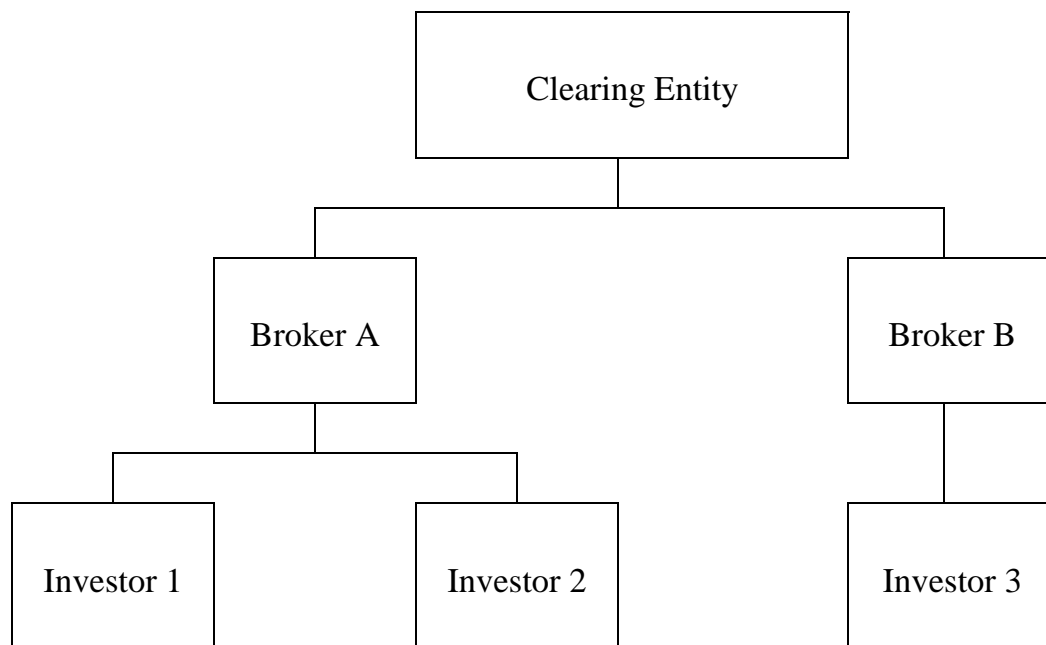 Clearing Entity
Broker A
Broker B
Investor 1
Investor 2
Investor 3